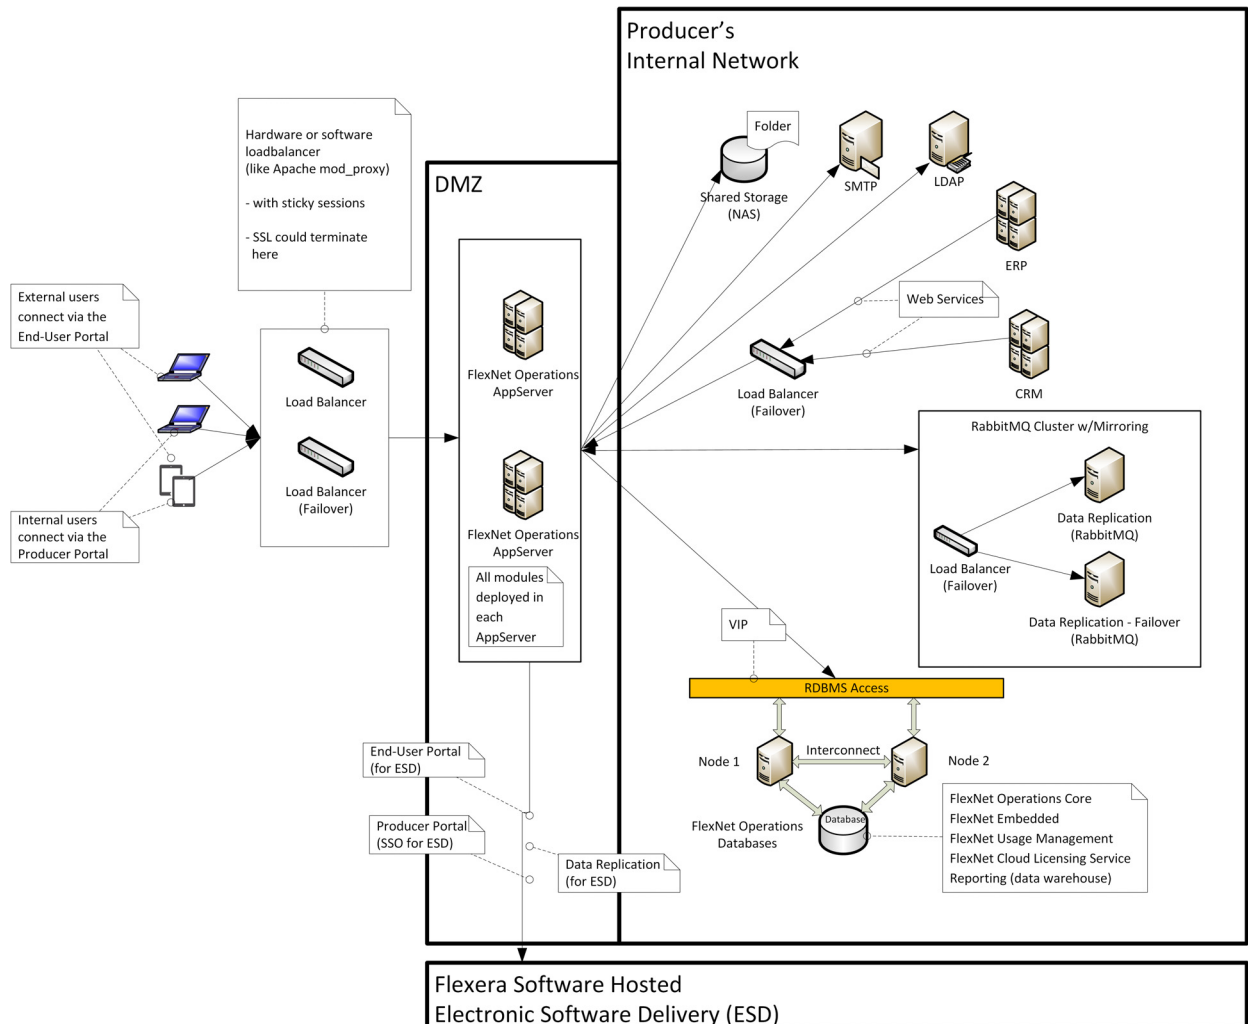 Producer's
Internal Network
Folder
Shared Storage
(NAS)
SMTP
LDAP
ERP
Web Services
Load Balancer
(Failover)
CRM
Hardware or software
loadbalancer
(like Apache mod_proxy)
- with sticky sessions
- SSL could terminate
here
DMZ
External users
connect via the
End-User Portal
Load Balancer
Load Balancer
(Failover)
Internal users
connect via the
Producer Portal
FlexNet Operations
AppServer
FlexNet Operations
AppServer
All modules
deployed in
each
AppServer
RabbitMQ Cluster w/Mirroring
Data Replication
(RabbitMQ)
Load Balancer
(Failover)
Data Replication - Failover
(RabbitMQ)
VIP
RDBMS Access
Node 1
Interconnect
Node 2
Database
FlexNet Operations
Databases
FlexNet Operations Core
FlexNet Embedded
FlexNet Usage Management
FlexNet Cloud Licensing Service
Reporting (data warehouse)
End-User Portal
(for ESD)
Producer Portal
(SSO for ESD)
Data Replication
(for ESD)
Flexera Software Hosted
Electronic Software Delivery (ESD)